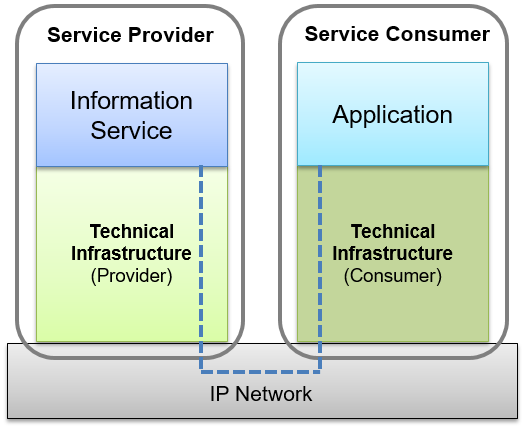 Service Provider
Information
Service
Technical
Infrastructure
(Provider)
Service Consumer
Application
Technical
Infrastructure
(Consumer)
IP Network